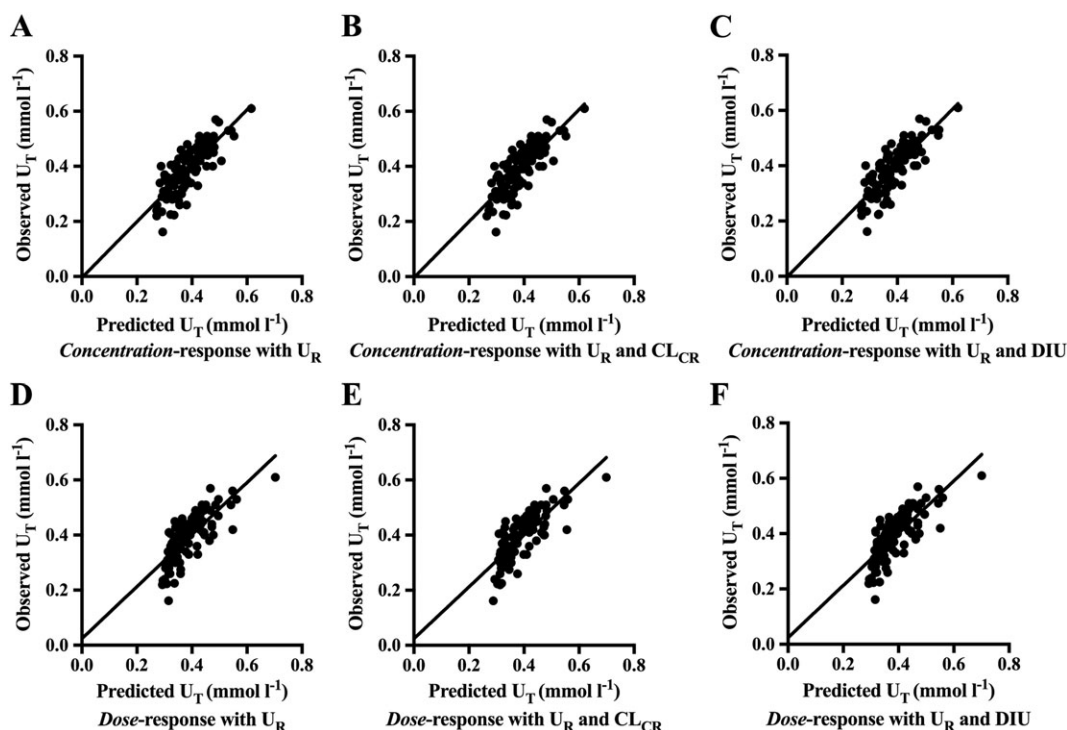 A
B
C
0.8
0.6
0.4
0.2
0.0
Observed U_T (mmol l⁻¹)
0.0 0.2 0.4 0.6 0.8
Predicted U_T (mmol l⁻¹)
Concentration-response with U_R
0.8
0.6
0.4
0.2
0.0
Observed U_T (mmol l⁻¹)
0.0 0.2 0.4 0.6 0.8
Predicted U_T (mmol l⁻¹)
Concentration-response with U_R and CL_CR
0.8
0.6
0.4
0.2
0.0
Observed U_T (mmol l⁻¹)
0.0 0.2 0.4 0.6 0.8
Predicted U_T (mmol l⁻¹)
Concentration-response with U_R and DIU
D
E
F
0.8
0.6
0.4
0.2
0.0
Observed U_T (mmol l⁻¹)
0.0 0.2 0.4 0.6 0.8
Predicted U_T (mmol l⁻¹)
Dose-response with U_R
0.8
0.6
0.4
0.2
0.0
Observed U_T (mmol l⁻¹)
0.0 0.2 0.4 0.6 0.8
Predicted U_T (mmol l⁻¹)
Dose-response with U_R and CL_CR
0.8
0.6
0.4
0.2
0.0
Observed U_T (mmol l⁻¹)
0.0 0.2 0.4 0.6 0.8
Predicted U_T (mmol l⁻¹)
Dose-response with U_R and DIU